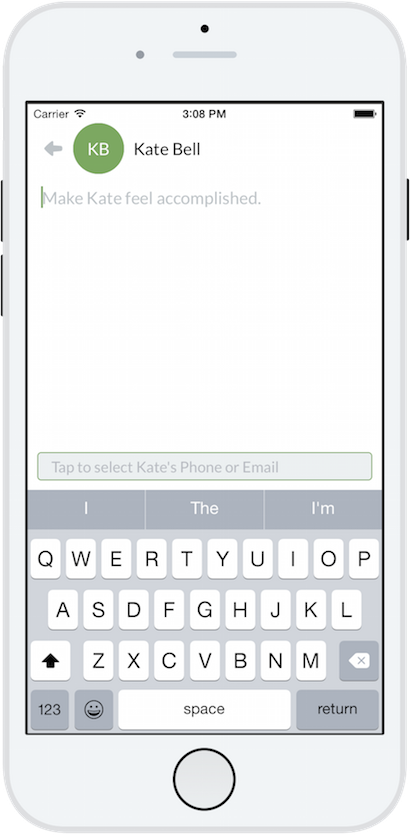 Carrier 3:08 PM
KB Kate Bell
Make Kate feel accomplished.
Tap to select Kate's Phone or Email
I The I'm
Q W E R T Y U I O P
A S D F G H J K L
Z X C V B N M
123 space return